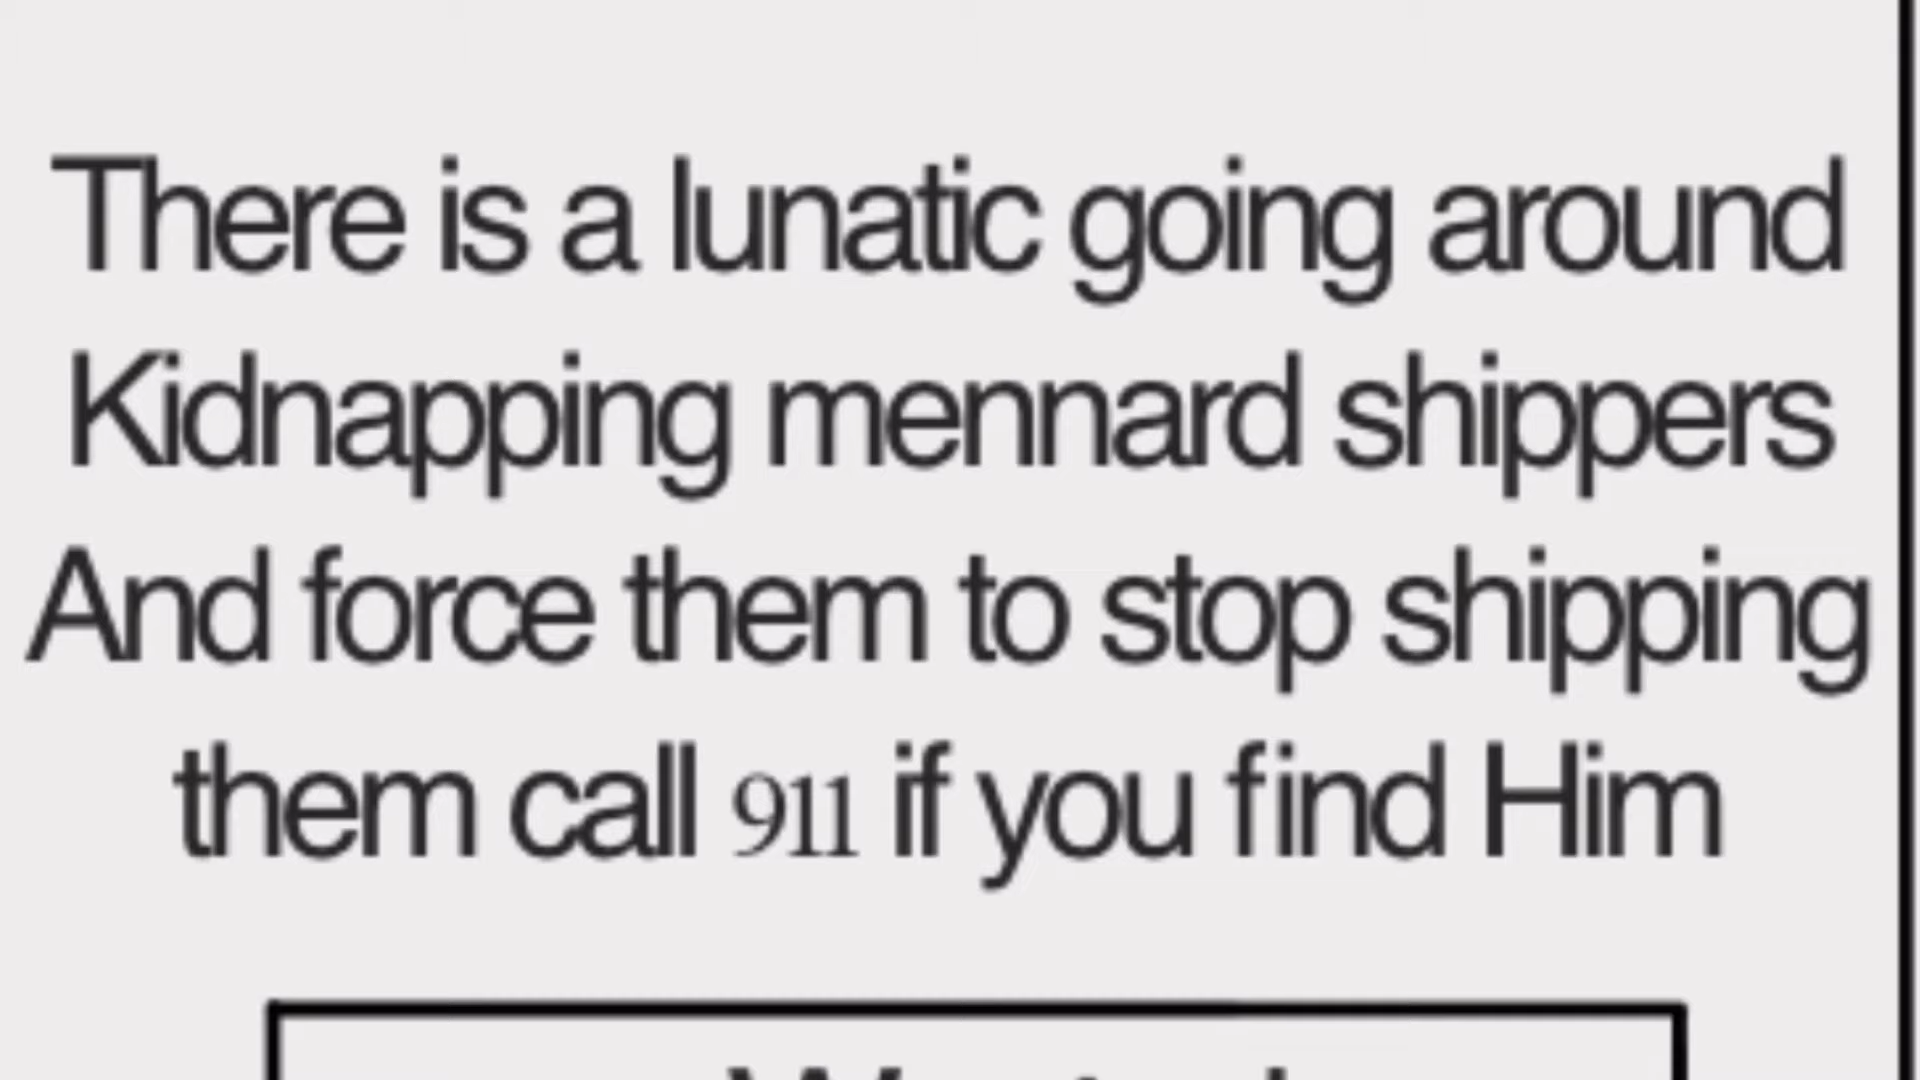 There is a lunatic going around
Kidnapping mennard shippers
And force them to stop shipping
them call 911 if you find Him